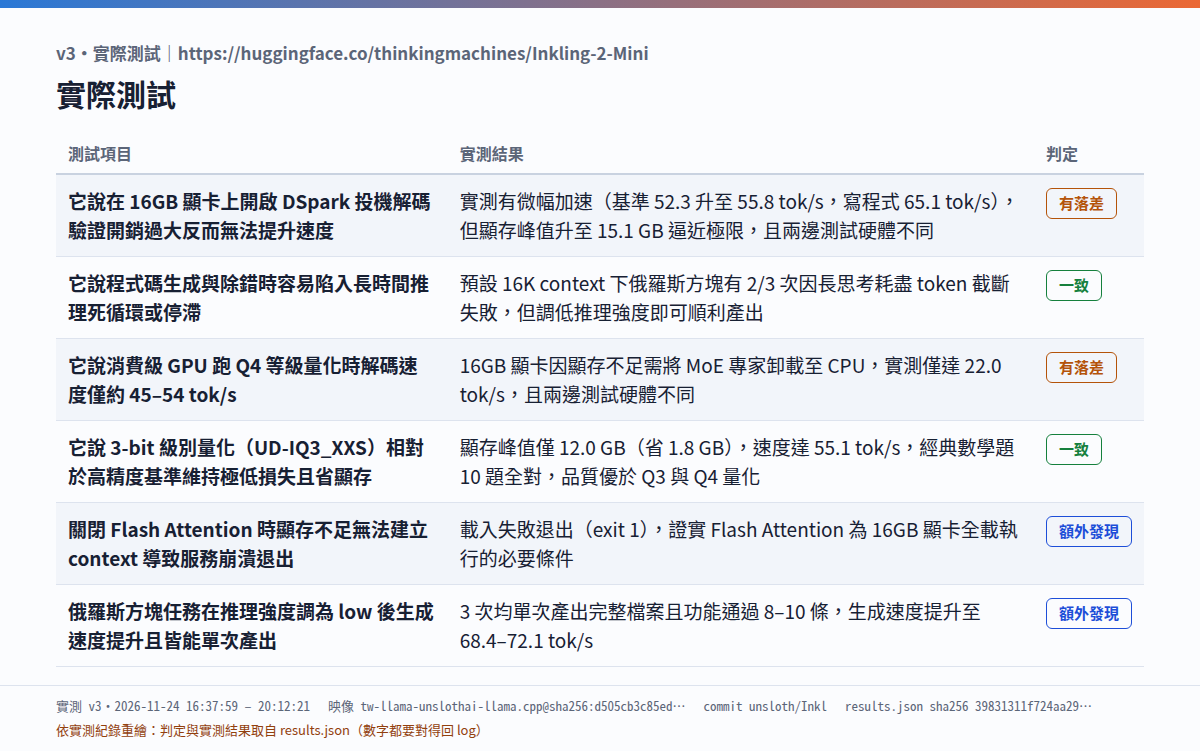 v3・實際測試｜https://huggingface.co/thinkingmachines/Inkling-2-Mini
實際測試
測試項目 實測結果 判定
它說在 16GB 顯卡上開啟 DSpark 投機解碼 實測有微幅加速（基準 52.3 升至 55.8 tok/s，寫程式 65.1 tok/s）， 有落差
驗證開銷過大反而無法提升速度 但顯存峰值升至 15.1 GB 逼近極限，且兩邊測試硬體不同
它說程式碼生成與除錯時容易陷入長時間推 預設 16K context 下俄羅斯方塊有 2/3 次因長思考耗盡 token 截斷 一致
理死循環或停滯 失敗，但調低推理強度即可順利產出
它說消費級 GPU 跑 Q4 等級量化時解碼速 16GB 顯卡因顯存不足需將 MoE 專家卸載至 CPU，實測僅達 22.0 有落差
度僅約 45–54 tok/s tok/s，且兩邊測試硬體不同
它說 3-bit 級別量化（UD-IQ3_XXS）相對 顯存峰值僅 12.0 GB（省 1.8 GB），速度達 55.1 tok/s，經典數學題 一致
於高精度基準維持極低損失且省顯存 10 題全對，品質優於 Q3 與 Q4 量化
關閉 Flash Attention 時顯存不足無法建立 載入失敗退出（exit 1），證實 Flash Attention 為 16GB 顯卡全載執 額外發現
context 導致服務崩潰退出 行的必要條件
俄羅斯方塊任務在推理強度調為 low 後生成 3 次均單次產出完整檔案且功能通過 8–10 條，生成速度提升至 額外發現
速度提升且皆能單次產出 68.4–72.1 tok/s
實測 v3・2026-11-24 16:37:59 – 20:12:21 映像 tw-llama-unslothai-llama.cpp@sha256:d505cb3c85ed… commit unsloth/Inkl results.json sha256 39831311f724aa29…
依實測紀錄重繪：判定與實測結果取自 results.json（數字都要對得回 log）